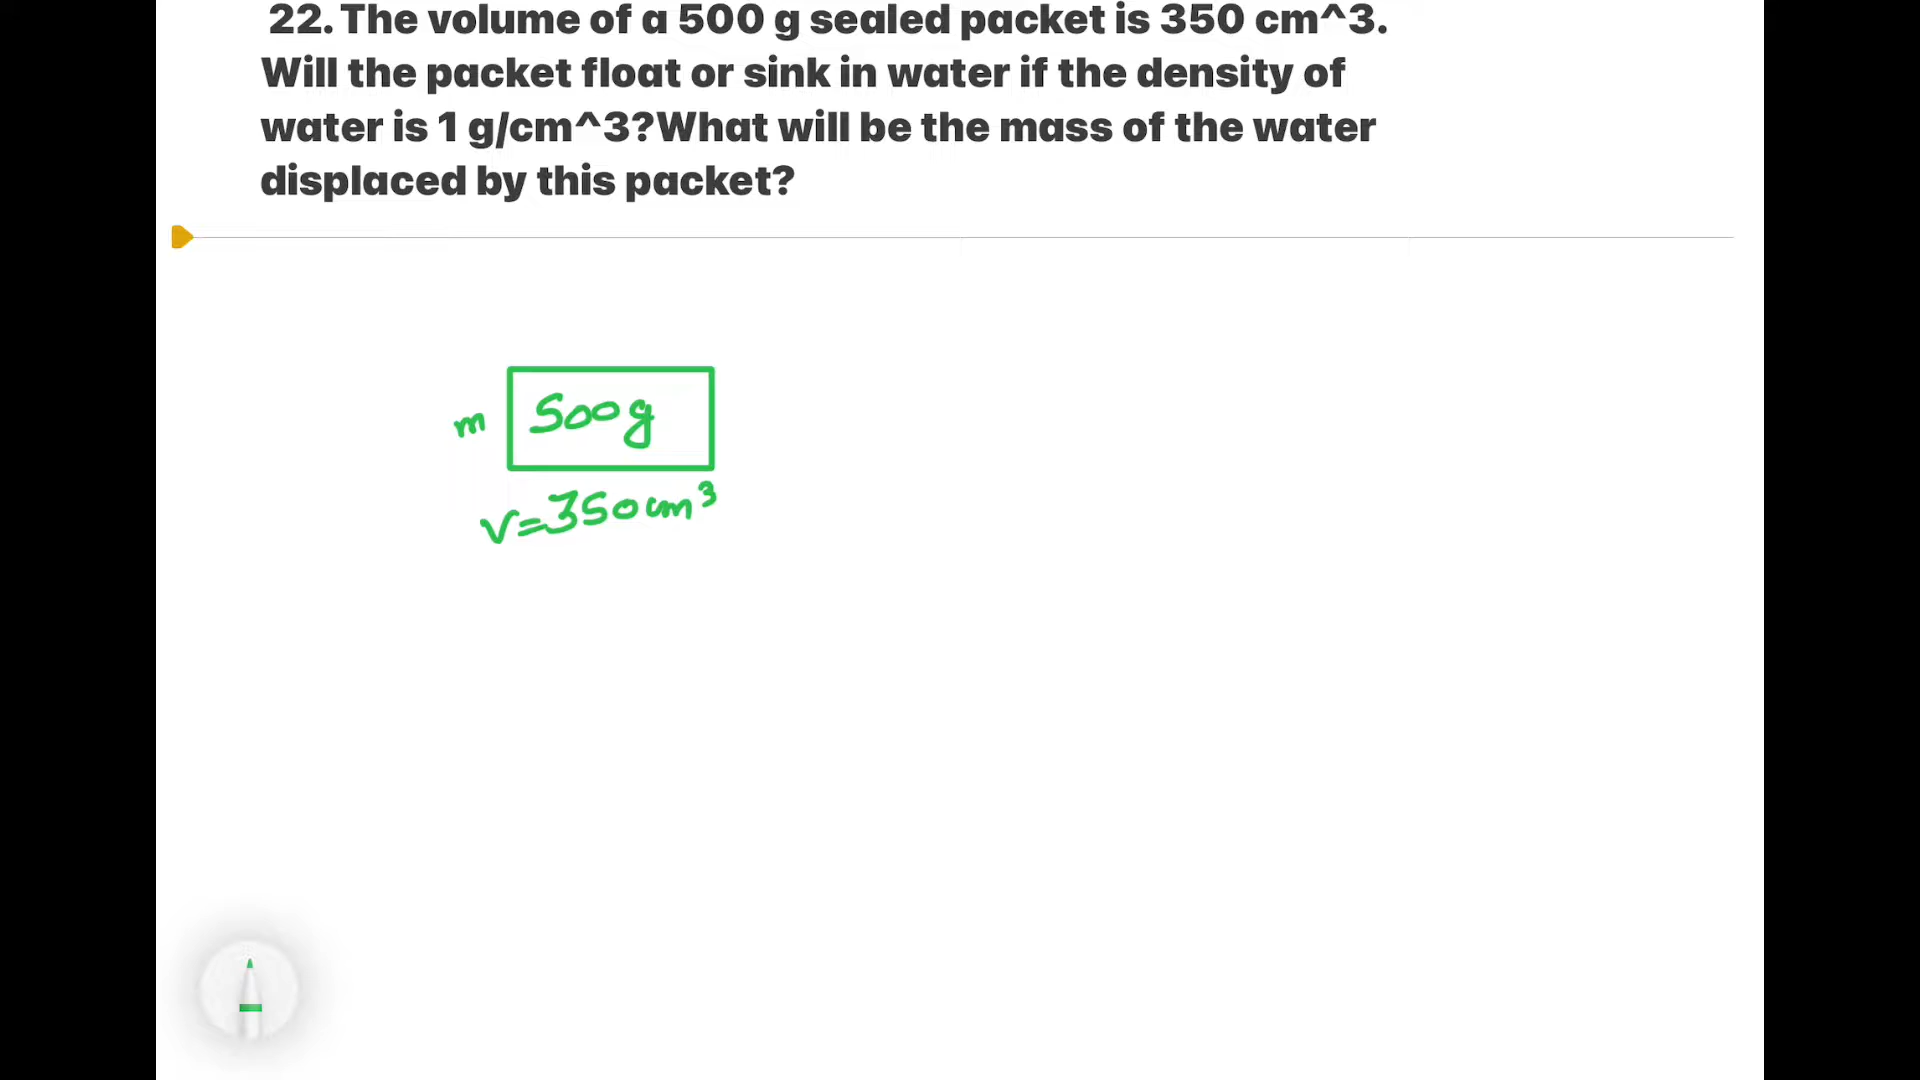 22. The volume of a 500 g sealed packet is 350 cm^3.
Will the packet float or sink in water if the density of
water is 1 g/cm^3?What will be the mass of the water
displaced by this packet?
m 500g
V=350cm³